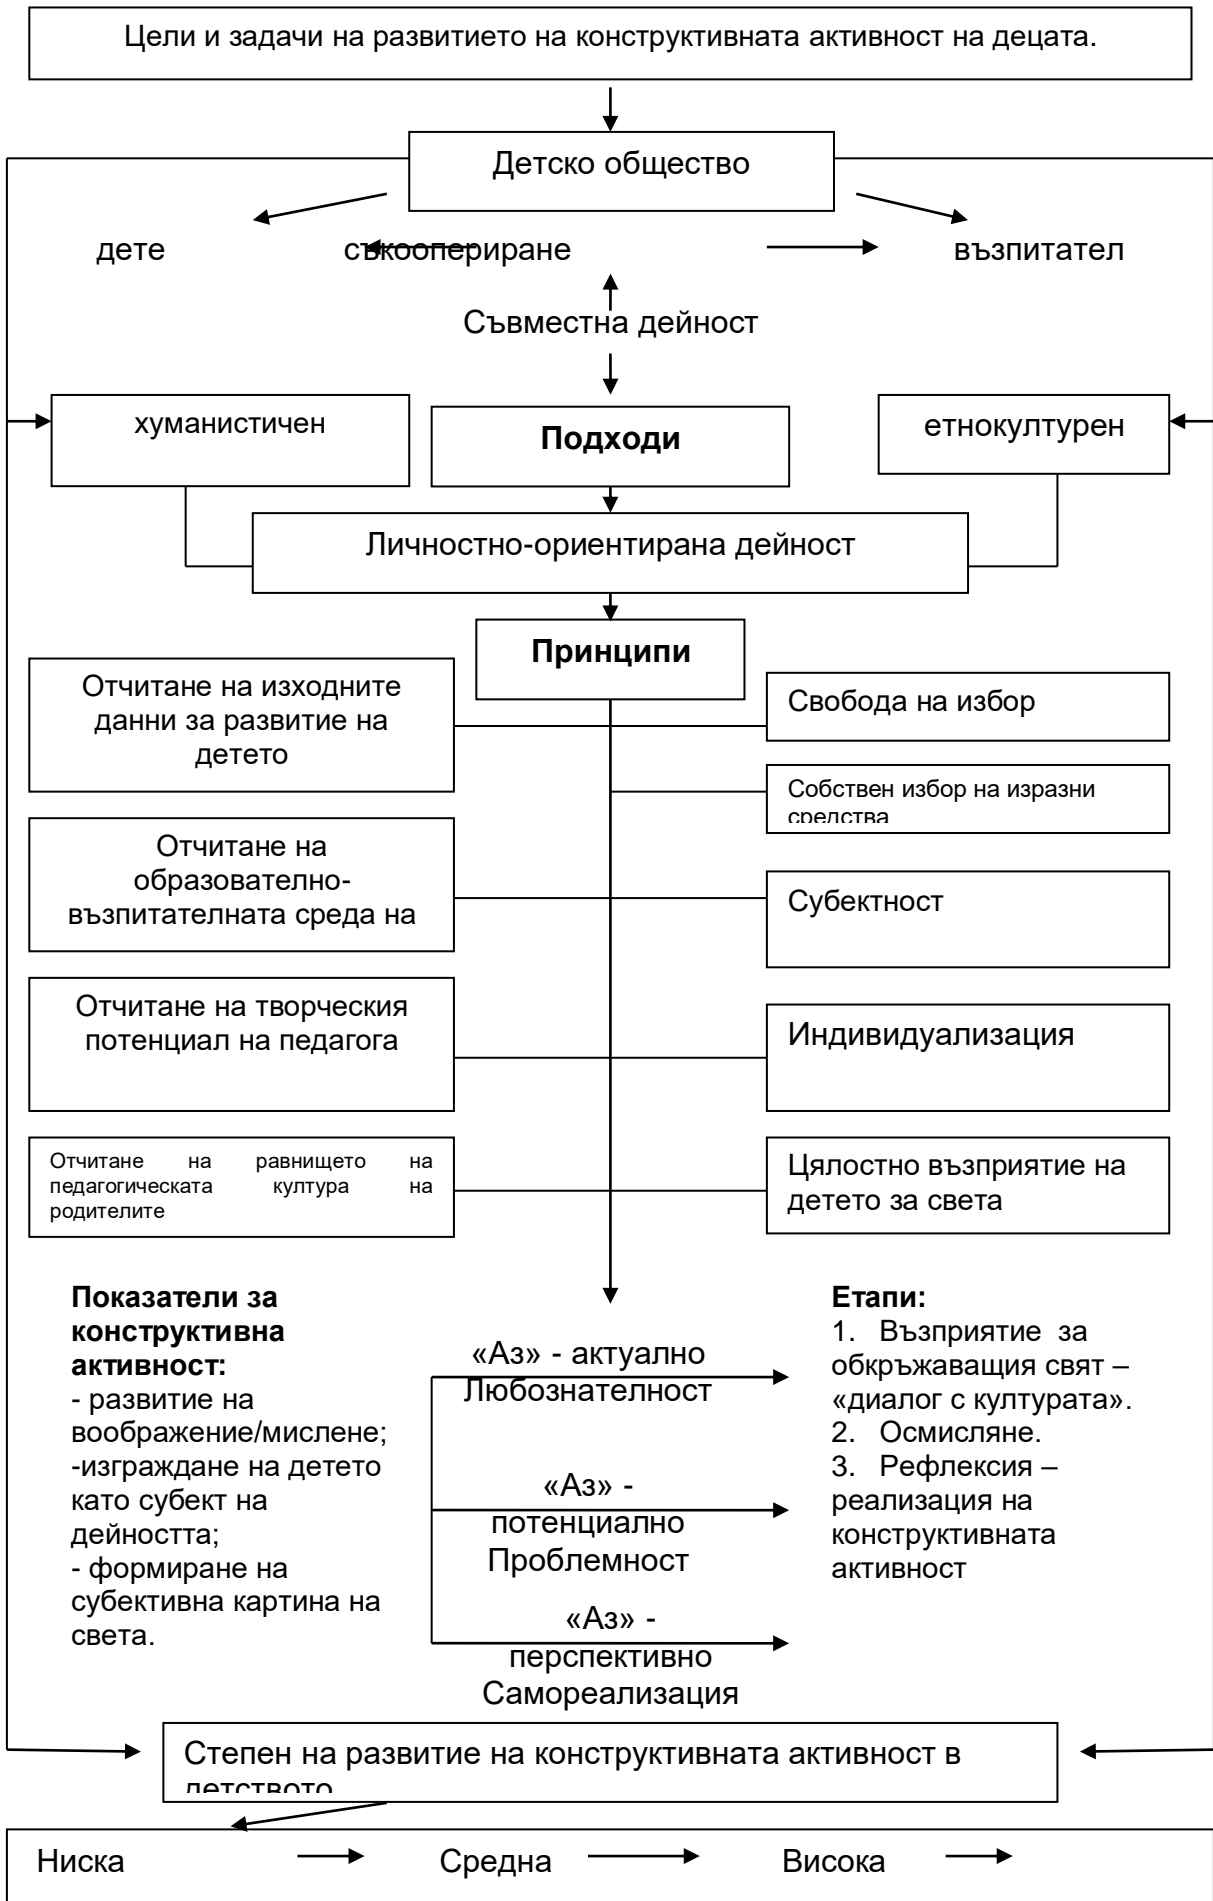 Цели и задачи на развитието на конструктивната активност на децата.
Детско общество
дете съкоопериране възпитател
Съвместна дейност
хуманистичен
Подходи
етнокултурен
Личностно-ориентирана дейност
Принципи
Отчитане на изходните
данни за развитие на
детето
Свобода на избор
Собствен избор на изразни
средства
Отчитане на
образователно-
възпитателната среда на
Субектност
Отчитане на творческия
потенциал на педагога
Индивидуализация
Отчитане на равнището на
педагогическата култура на
родителите
Цялостно възприятие на
детето за света
Показатели за
конструктивна
активност:
- развитие на
воображение/мислене;
-изграждане на детето
като субект на
дейността;
- формиране на
субективна картина на
света.
«Аз» - актуално
Любознателност
«Аз» -
потенциално
Проблемност
«Аз» -
перспективно
Самореализация
Етапи:
1. Възприятие за
обкръжаващия свят –
«диалог с културата».
2. Осмисляне.
3. Рефлексия –
реализация на
конструктивната
активност
Степен на развитие на конструктивната активност в
детството
Ниска Средна Висока